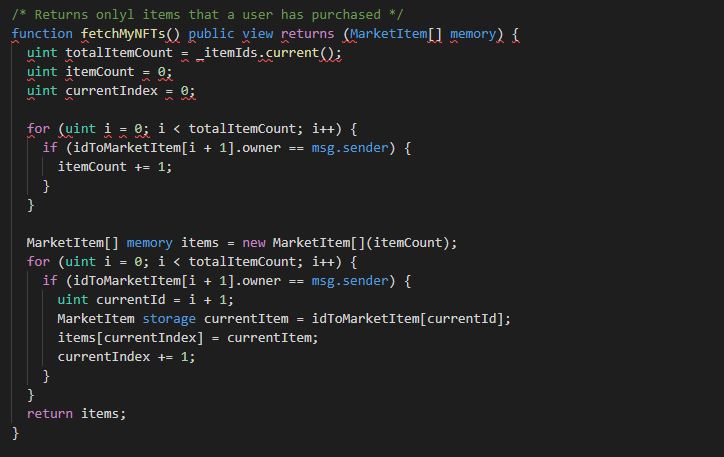 /* Returns onlyl items that a user has purchased */
function fetchMyNFTs() public view returns (MarketItem[] memory) {
  uint totalItemCount = _itemIds.current();
  uint itemCount = 0;
  uint currentIndex = 0;

  for (uint i = 0; i < totalItemCount; i++) {
    if (idToMarketItem[i + 1].owner == msg.sender) {
      itemCount += 1;
    }
  }

  MarketItem[] memory items = new MarketItem[](itemCount);
  for (uint i = 0; i < totalItemCount; i++) {
    if (idToMarketItem[i + 1].owner == msg.sender) {
      uint currentId = i + 1;
      MarketItem storage currentItem = idToMarketItem[currentId];
      items[currentIndex] = currentItem;
      currentIndex += 1;
    }
  }
  return items;
}